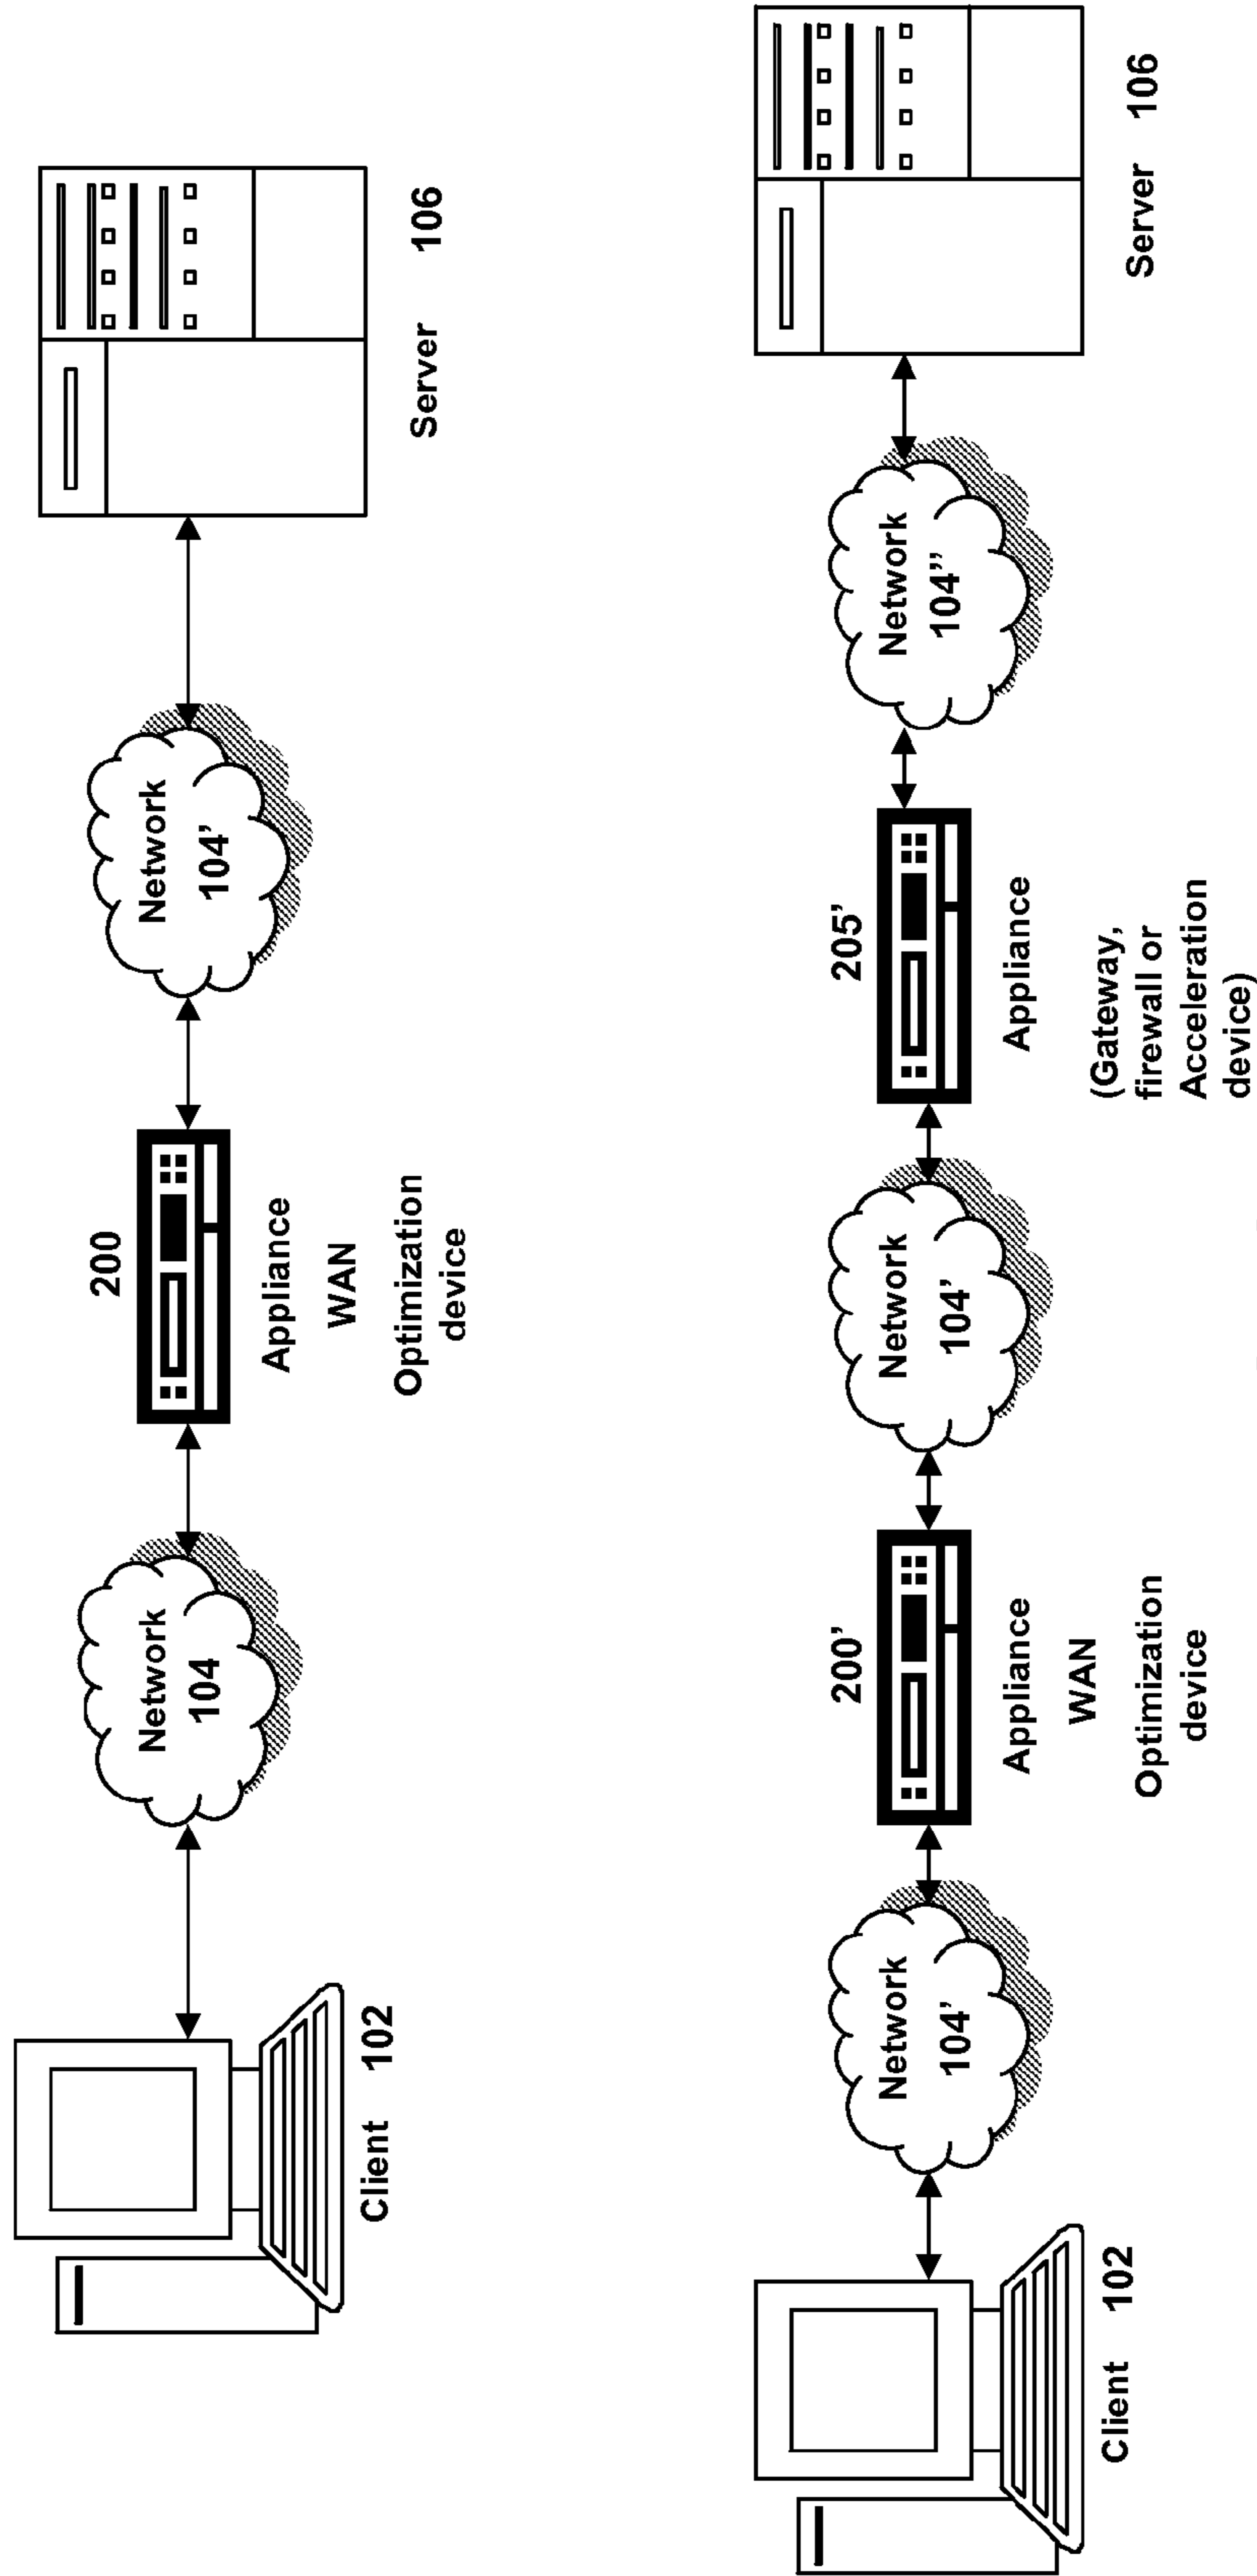 200
Network
104
Network
104’
Appliance
WAN
Optimization
device
Client 102
Server 106
200’
205’
Network
104’
Network
104’
Network
104’’
Appliance
WAN
Optimization
device
Appliance
(Gateway,
firewall or
Acceleration
device)
Client 102
Server 106